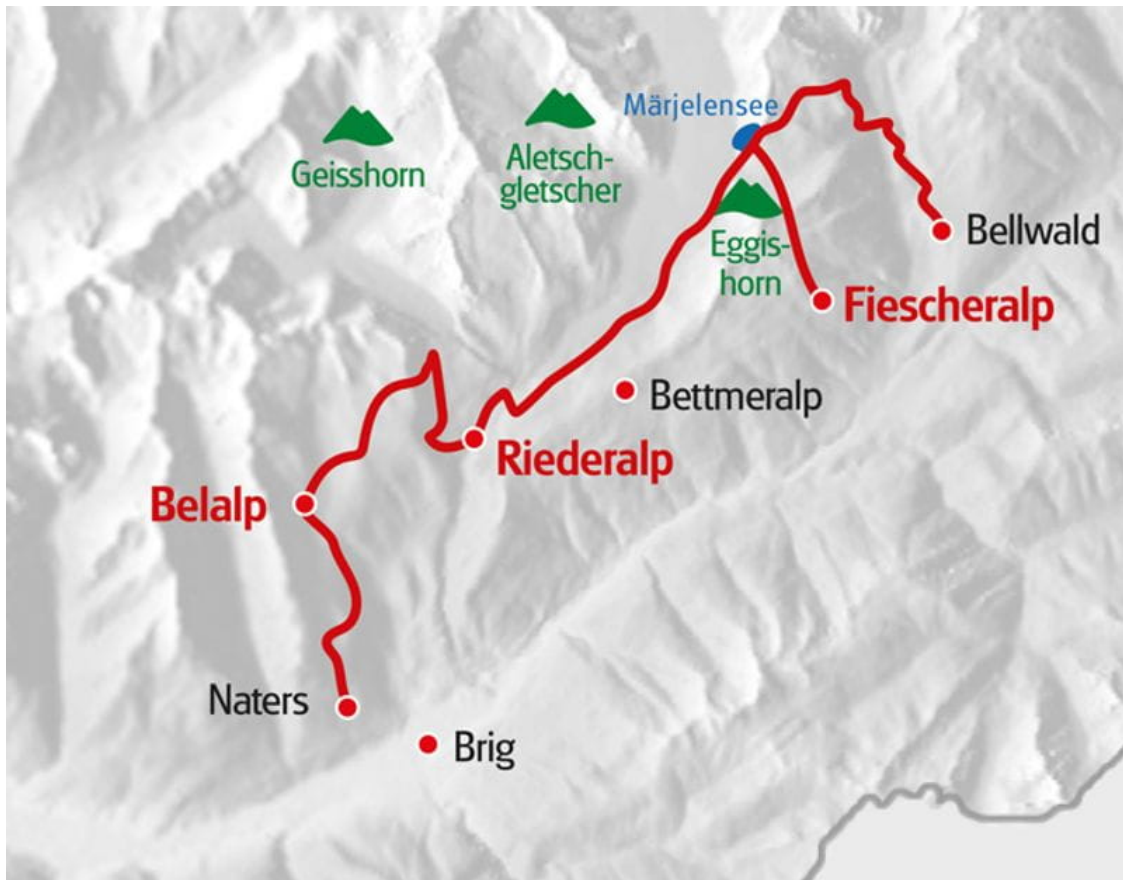 Märjelensee
Aletsch-
gletscher
Geisshorn
Bellwald
Eggis-
horn
Fiescheralp
Bettmeralp
Riederalp
Belalp
Naters
Brig